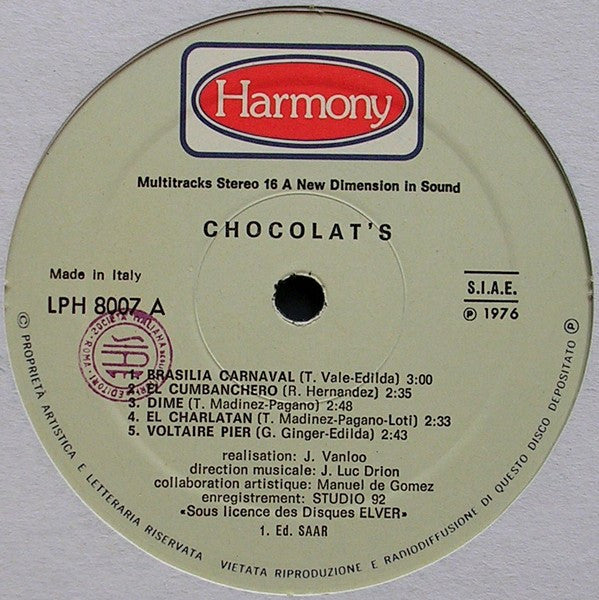 Harmony
Multitracks Stereo 16 A New Dimension in Sound
CHOCOLAT'S
Made in Italy
LPH 8007 A
S.I.A.E.
Ⓟ 1976
1. BRASILIA CARNAVAL (T. Vale-Edilda) 3:00
2. EL CUMBANCHERO (R. Hernandez) 2:35
3. DIME (T. Madinez-Pagano) 2:48
4. EL CHARLATAN (T. Madinez-Pagano-Loti) 2:33
5. VOLTAIRE PIER (G. Ginger-Edilda) 2:43
realisation: J. Vanloo
direction musicale: J. Luc Drion
collaboration artistique: Manuel de Gomez
enregistrement: STUDIO 92
«Sous licence des Disques ELVER»
1. Ed. SAAR
© PROPRIETÀ ARTISTICA E LETTERARIA RISERVATA VIETATA RIPRODUZIONE E RADIODIFFUSIONE DI QUESTO DISCO DEPOSITATO Ⓟ
SIAE